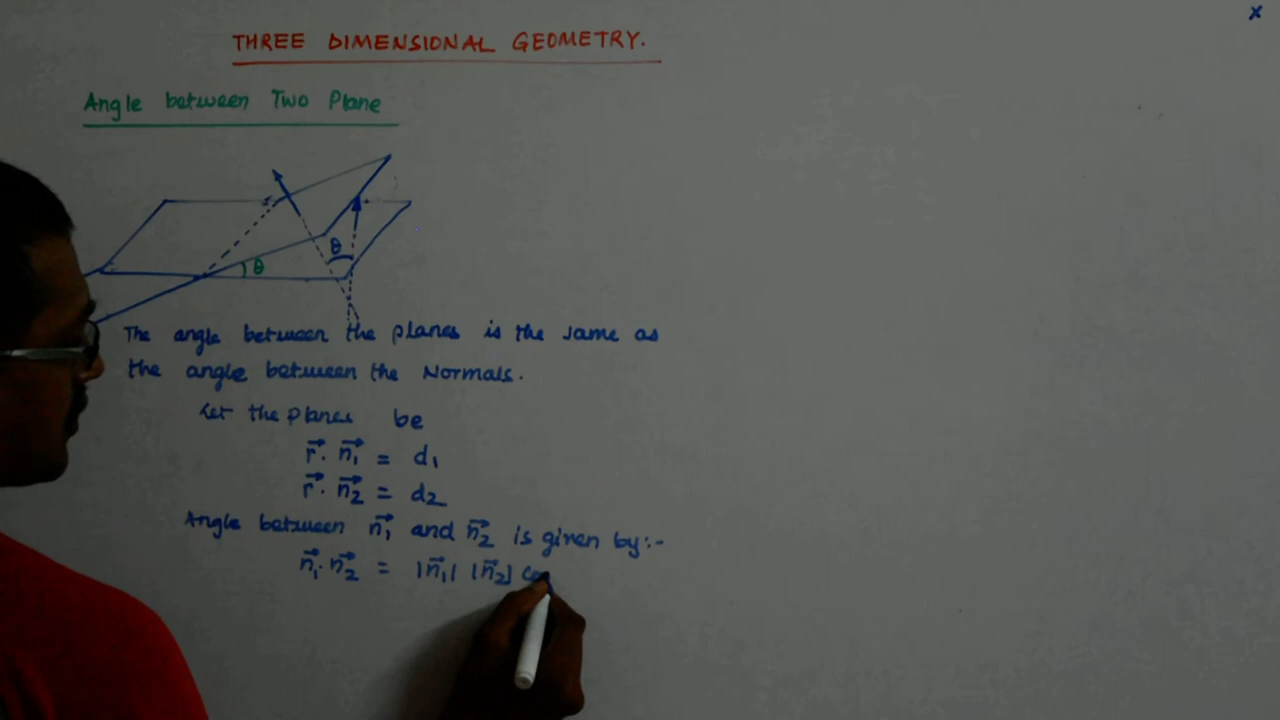 x
THREE DIMENSIONAL GEOMETRY.
Angle between Two Plane
θ
θ
The angle between the planes is the same as
the angle between the Normals.
Let the planes be
r⃗. n⃗₁ = d₁
r⃗. n⃗₂ = d₂
Angle between n⃗₁ and n⃗₂ is given by:-
n⃗₁. n⃗₂ = |n⃗₁| |n⃗₂| co